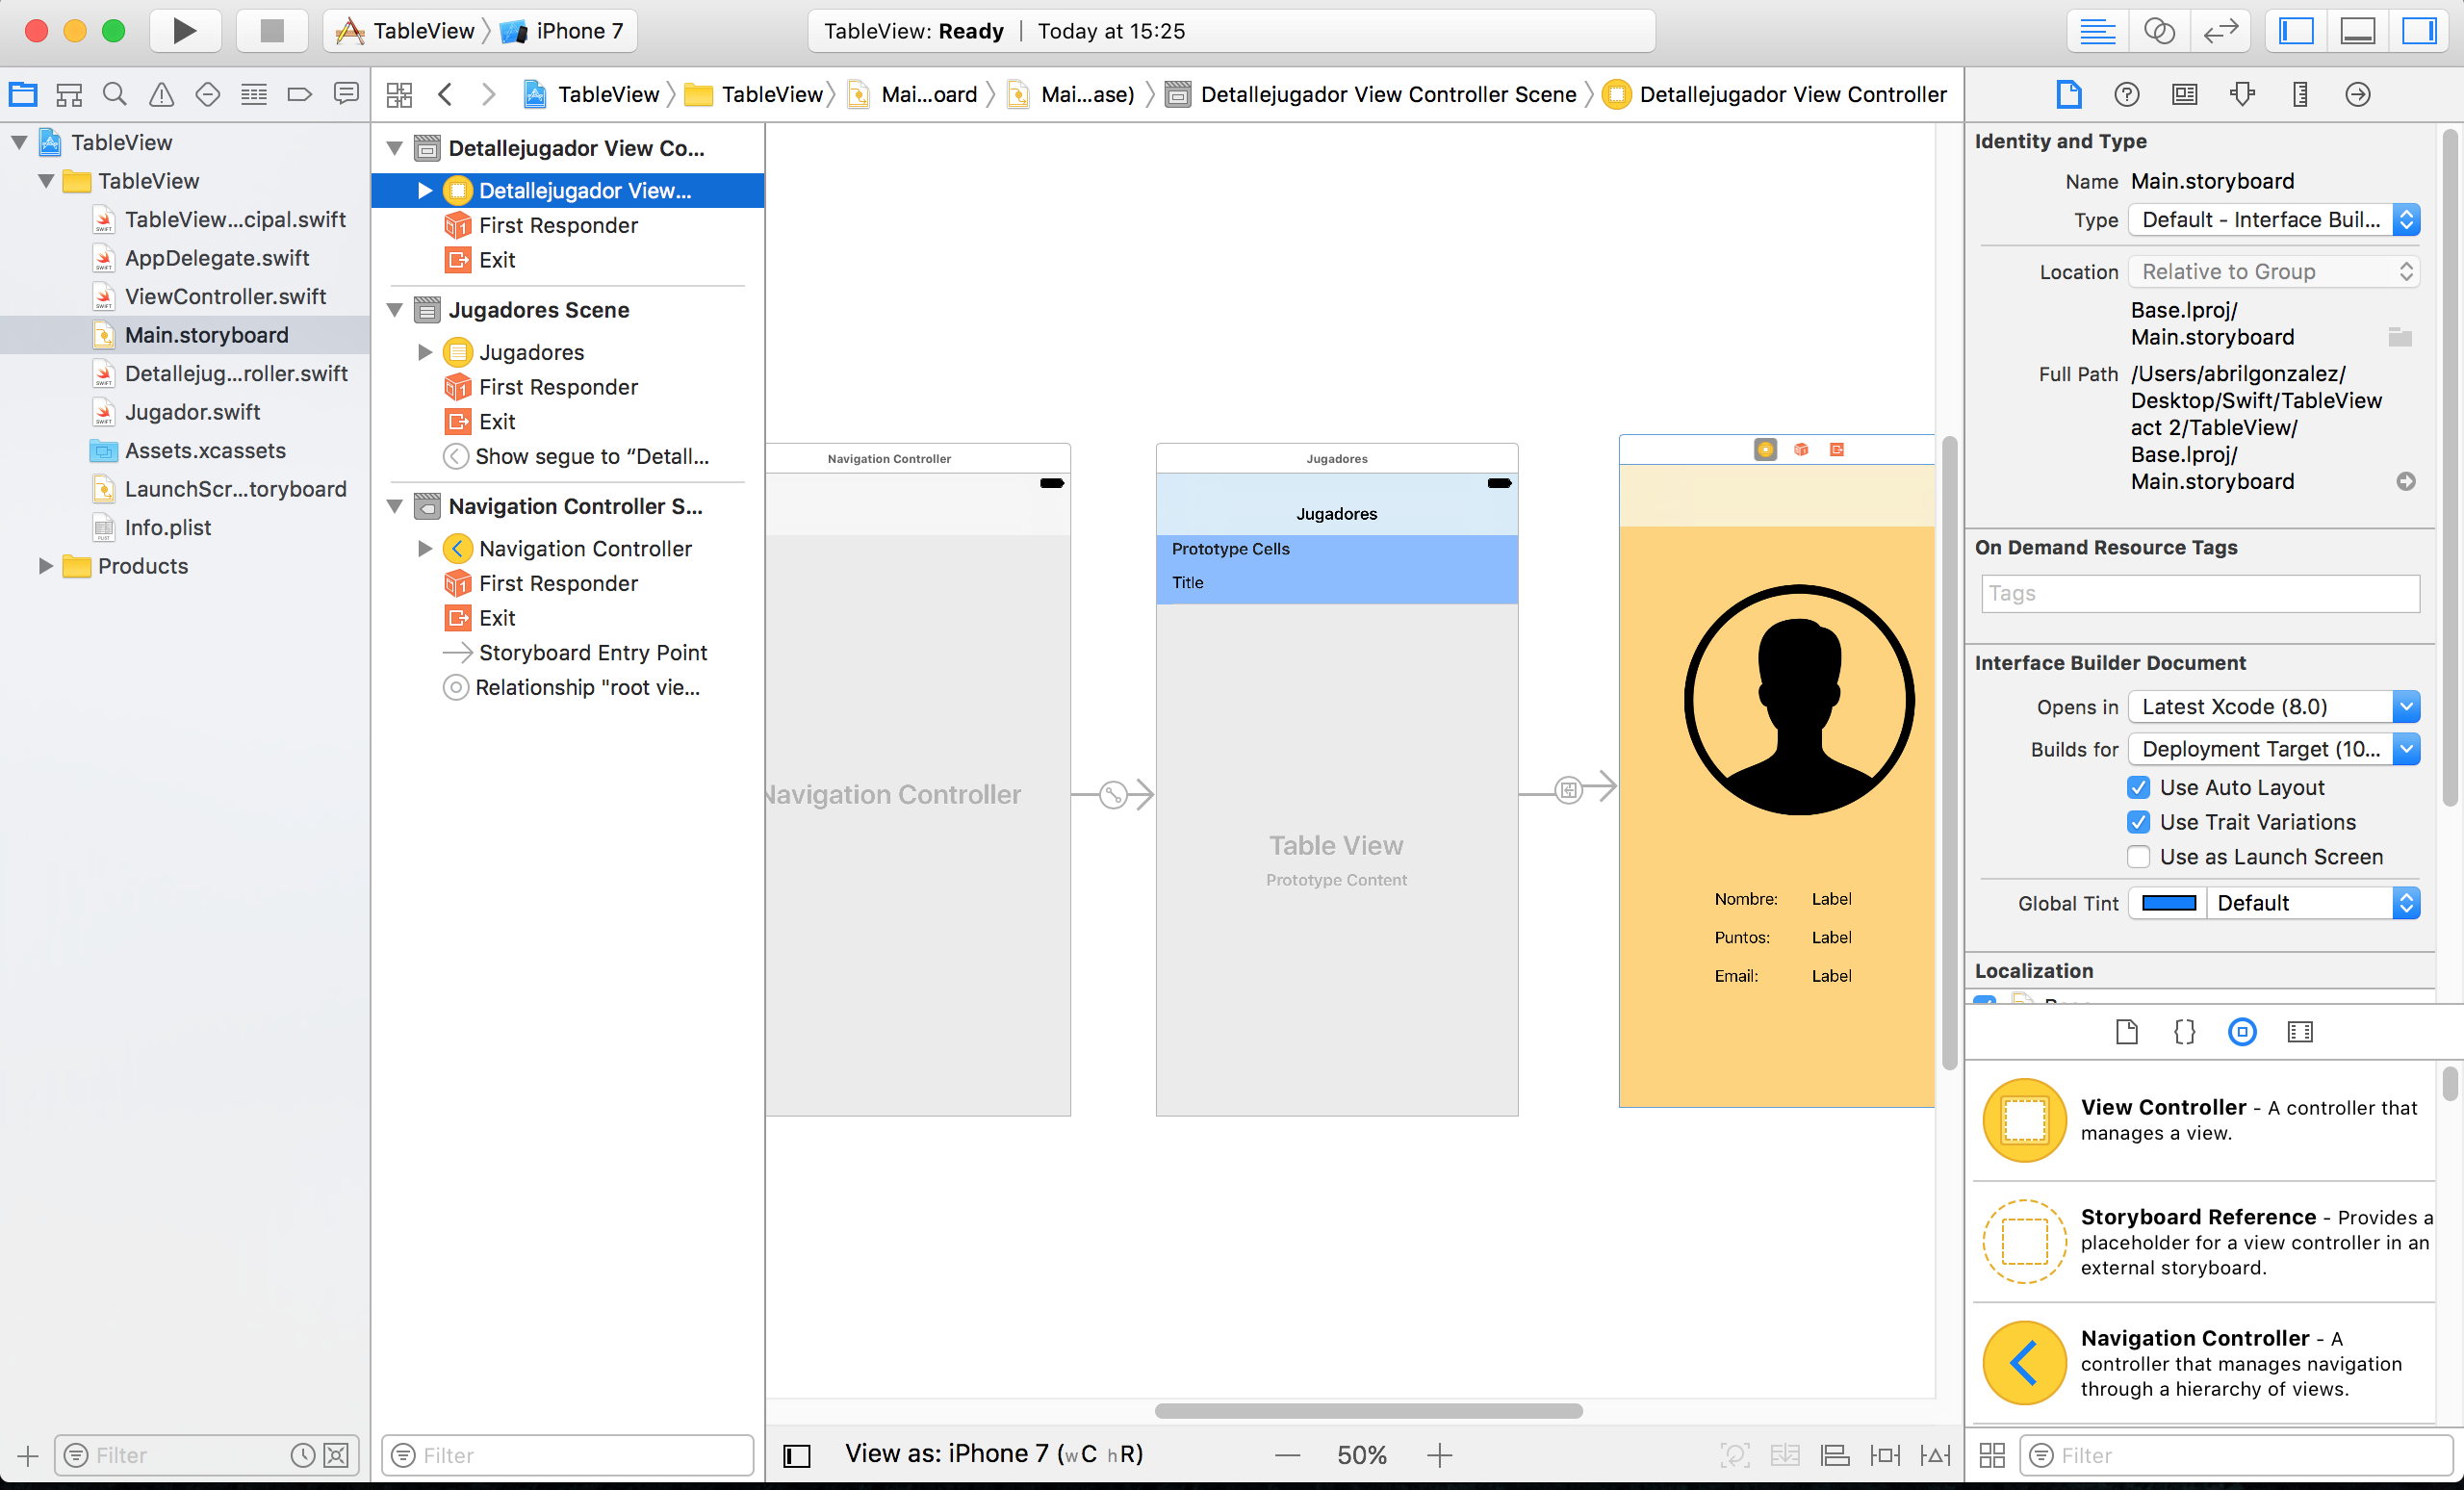 TableView
iPhone 7
TableView: Ready | Today at 15:25
TableView
TableView
Mai...oard
Mai...ase)
Detallejugador View Controller Scene
Detallejugador View Controller
TableView
TableView
TableView...cipal.swift
AppDelegate.swift
ViewController.swift
Main.storyboard
Detallejug...roller.swift
Jugador.swift
Assets.xcassets
LaunchScr...toryboard
Info.plist
Products
Filter
Detallejugador View Co...
Detallejugador View...
First Responder
Exit
Jugadores Scene
Jugadores
First Responder
Exit
Show segue to “Detall...
Navigation Controller S...
Navigation Controller
First Responder
Exit
Storyboard Entry Point
Relationship "root vie...
Filter
Navigation Controller
Navigation Controller
Jugadores
Jugadores
Prototype Cells
Title
Table View
Prototype Content
Nombre: Label
Puntos: Label
Email: Label
View as: iPhone 7 (wC hR)
50%
Identity and Type
Name Main.storyboard
Type Default - Interface Buil...
Location Relative to Group
Base.lproj/
Main.storyboard
Full Path /Users/abrilgonzalez/
Desktop/Swift/TableView
act 2/TableView/
Base.lproj/
Main.storyboard
On Demand Resource Tags
Tags
Interface Builder Document
Opens in Latest Xcode (8.0)
Builds for Deployment Target (10...
Use Auto Layout
Use Trait Variations
Use as Launch Screen
Global Tint Default
Localization
View Controller - A controller that
manages a view.
Storyboard Reference - Provides a
placeholder for a view controller in an
external storyboard.
Navigation Controller - A
controller that manages navigation
through a hierarchy of views.
Filter